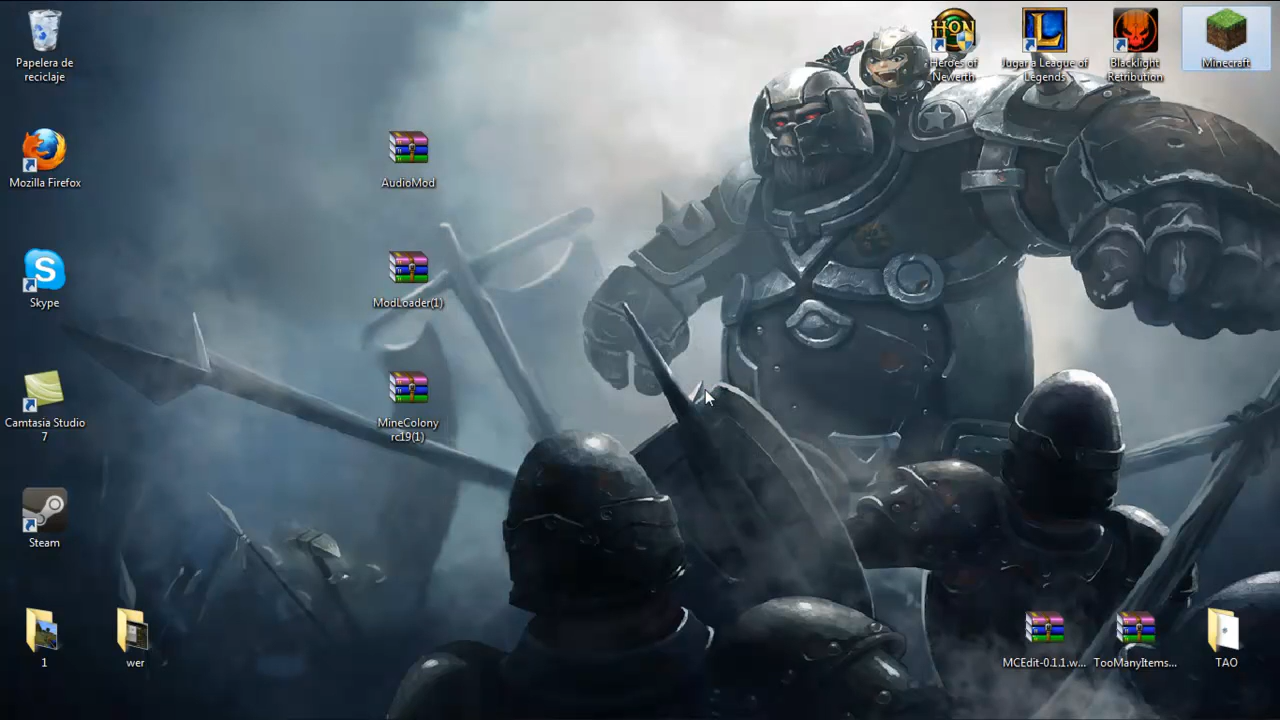 Papelera de
reciclaje
HON
Heroes of
Newerth
L
Jugar a League of
Legends
Blacklight
Retribution
Minecraft
Mozilla Firefox
AudioMod
S
Skype
ModLoader(1)
Camtasia Studio
7
MineColony
rc19(1)
Steam
1
wer
MCEdit-0.1.1.w...
TooManyItems...
TAO